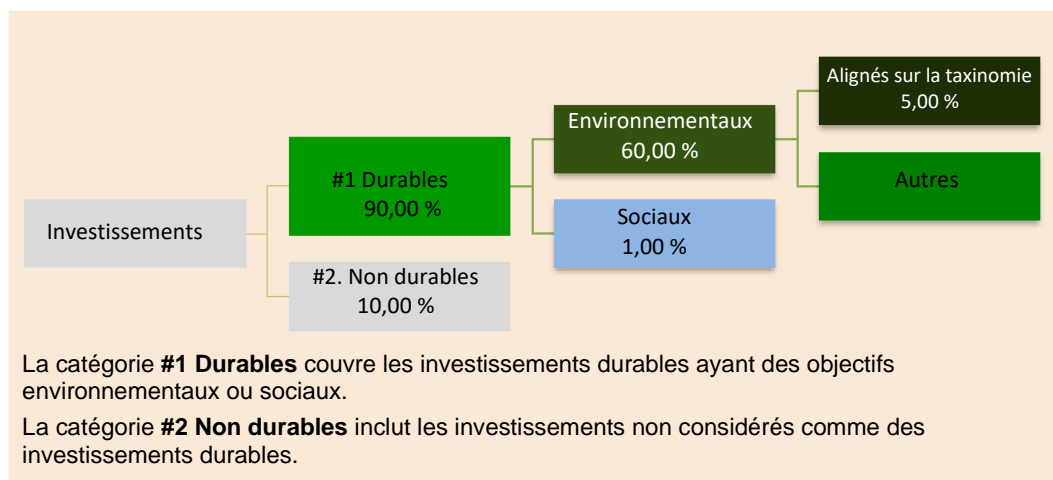 Investissements
#1 Durables
90,00 %
#2. Non durables
10,00 %
Environnementaux
60,00 %
Sociaux
1,00 %
Alignés sur la taxinomie
5,00 %
Autres
La catégorie #1 Durables couvre les investissements durables ayant des objectifs
environnementaux ou sociaux.
La catégorie #2 Non durables inclut les investissements non considérés comme des
investissements durables.